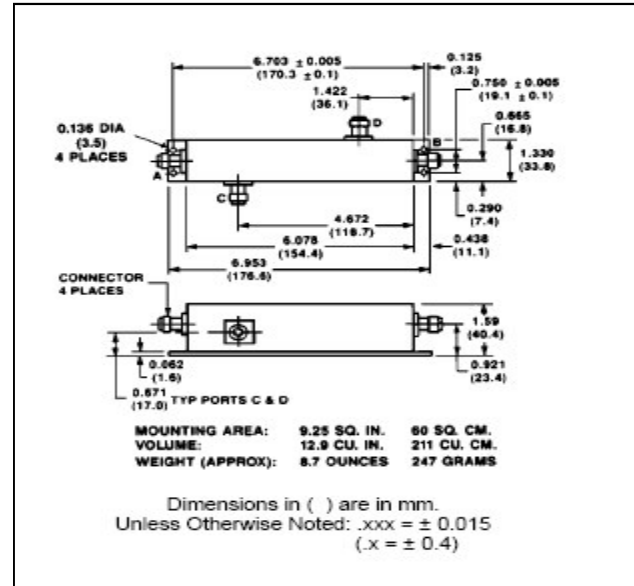 6.703 ± 0.005
(170.3 ± 0.1)
0.125
(3.2)
0.750 ± 0.005
(19.1 ± 0.1)
1.422
(36.1)
0.665
(16.8)
0.136 DIA
(3.5)
4 PLACES
D
B
A
1.330
(33.8)
C
4.672
(118.7)
0.290
(7.4)
6.078
(154.4)
0.438
(11.1)
6.953
(176.6)
CONNECTOR
4 PLACES
1.59
(40.4)
0.062
(1.6)
0.921
(23.4)
0.671
(17.0) TYP PORTS C & D
MOUNTING AREA: 9.25 SQ. IN. 60 SQ. CM.
VOLUME: 12.9 CU. IN. 211 CU. CM.
WEIGHT (APPROX): 8.7 OUNCES 247 GRAMS
Dimensions in ( ) are in mm.
Unless Otherwise Noted: .xxx = ± 0.015
(.x = ± 0.4)